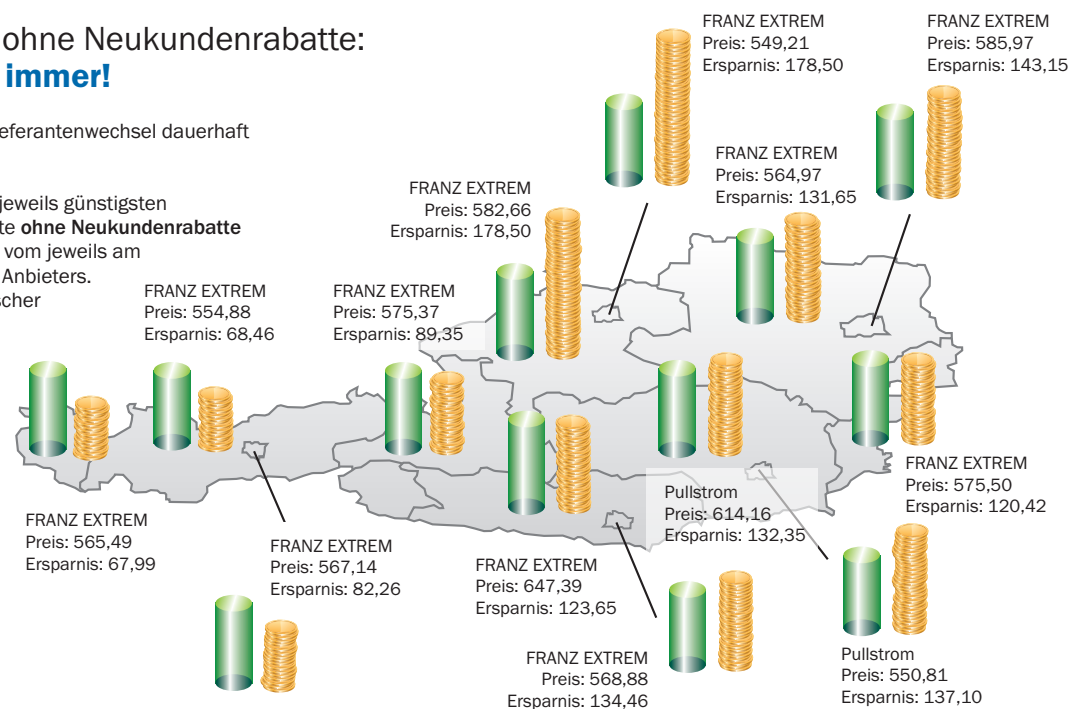 ohne Neukundenrabatte:
immer!
eferantenwechsel dauerhaft
jeweils günstigsten
te ohne Neukundenrabatte
vom jeweils am
Anbieters.
scher
FRANZ EXTREM
Preis: 549,21
Ersparnis: 178,50
FRANZ EXTREM
Preis: 585,97
Ersparnis: 143,15
FRANZ EXTREM
Preis: 564,97
Ersparnis: 131,65
FRANZ EXTREM
Preis: 582,66
Ersparnis: 178,50
FRANZ EXTREM
Preis: 554,88
Ersparnis: 68,46
FRANZ EXTREM
Preis: 575,37
Ersparnis: 89,35
FRANZ EXTREM
Preis: 575,50
Ersparnis: 120,42
Pullstrom
Preis: 614,16
Ersparnis: 132,35
FRANZ EXTREM
Preis: 565,49
Ersparnis: 67,99
FRANZ EXTREM
Preis: 567,14
Ersparnis: 82,26
FRANZ EXTREM
Preis: 647,39
Ersparnis: 123,65
FRANZ EXTREM
Preis: 568,88
Ersparnis: 134,46
Pullstrom
Preis: 550,81
Ersparnis: 137,10